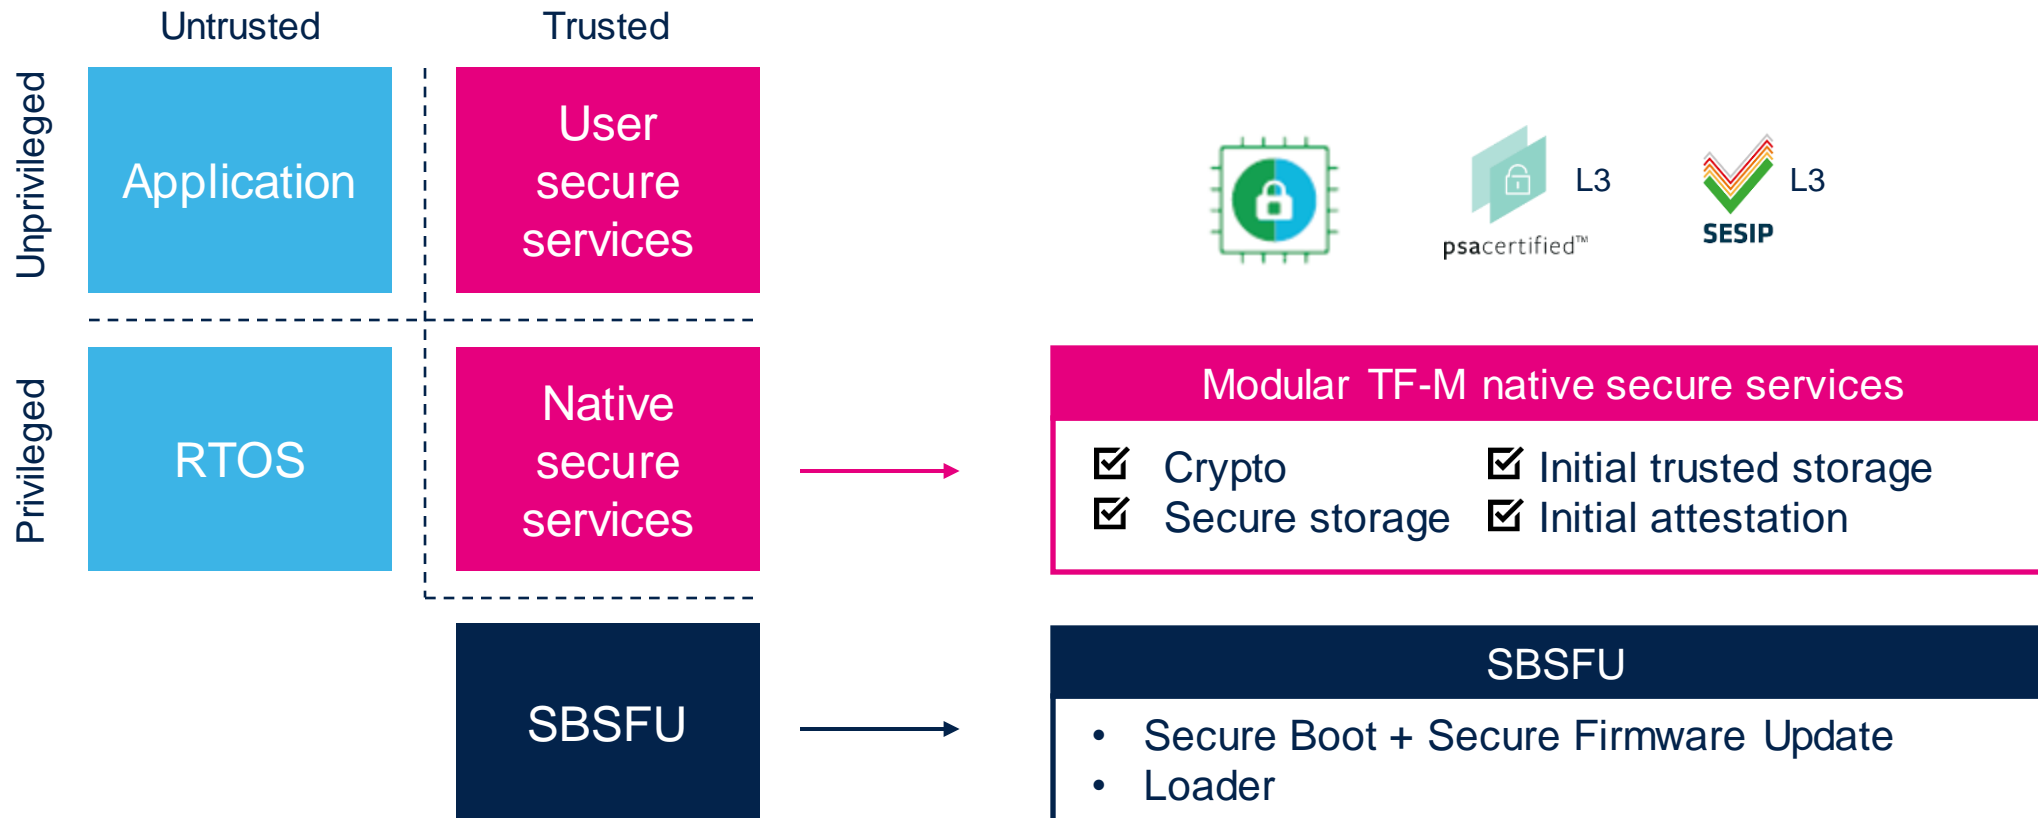 Untrusted
Trusted
Unprivileged
Application
User
secure
services
L3
L3
psacertified™
SESIP
Privileged
RTOS
Native
secure
services
Modular TF-M native secure services
Crypto
Initial trusted storage
Secure storage
Initial attestation
SBSFU
SBSFU
• Secure Boot + Secure Firmware Update
• Loader